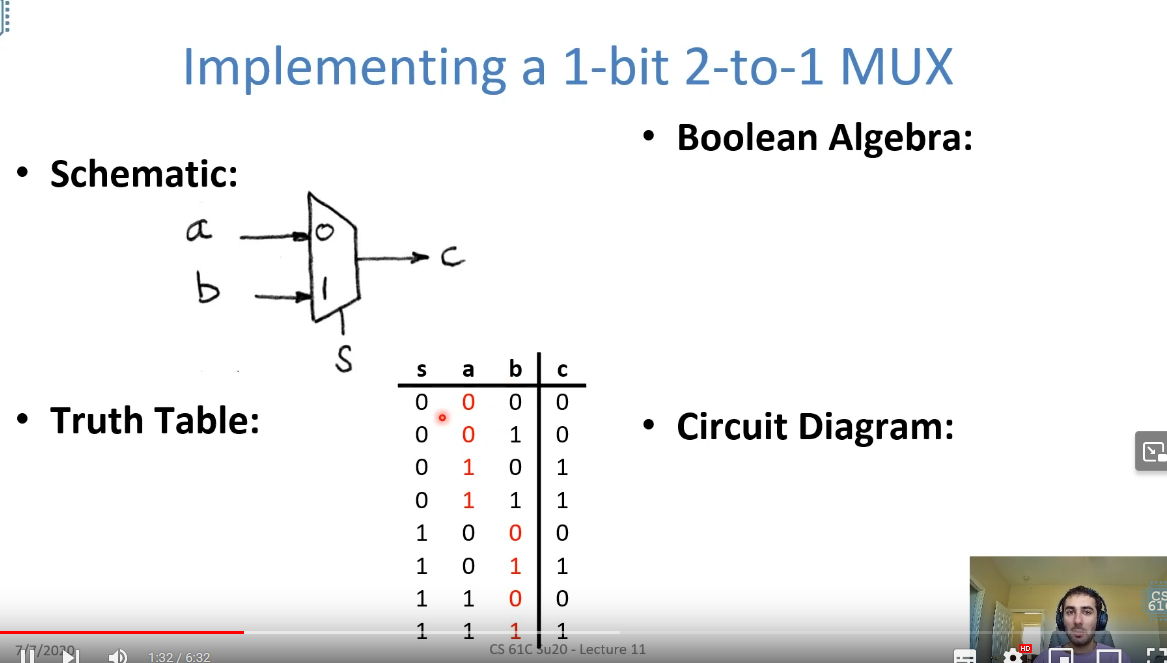 Implementing a 1-bit 2-to-1 MUX
• Schematic:
a
0
b
1
c
S
• Truth Table:
s a b c
0 0 0 0
0 0 1 0
0 1 0 1
0 1 1 1
1 0 0 0
1 0 1 1
1 1 0 0
1 1 1 1
• Boolean Algebra:
• Circuit Diagram:
CS
61C
7/7/2020
CS 61C Su20 - Lecture 11
1:32 / 6:32
HD